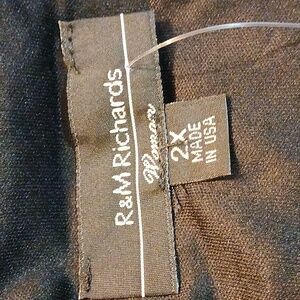 R&M Richards
Woman
2X
MADE
IN USA